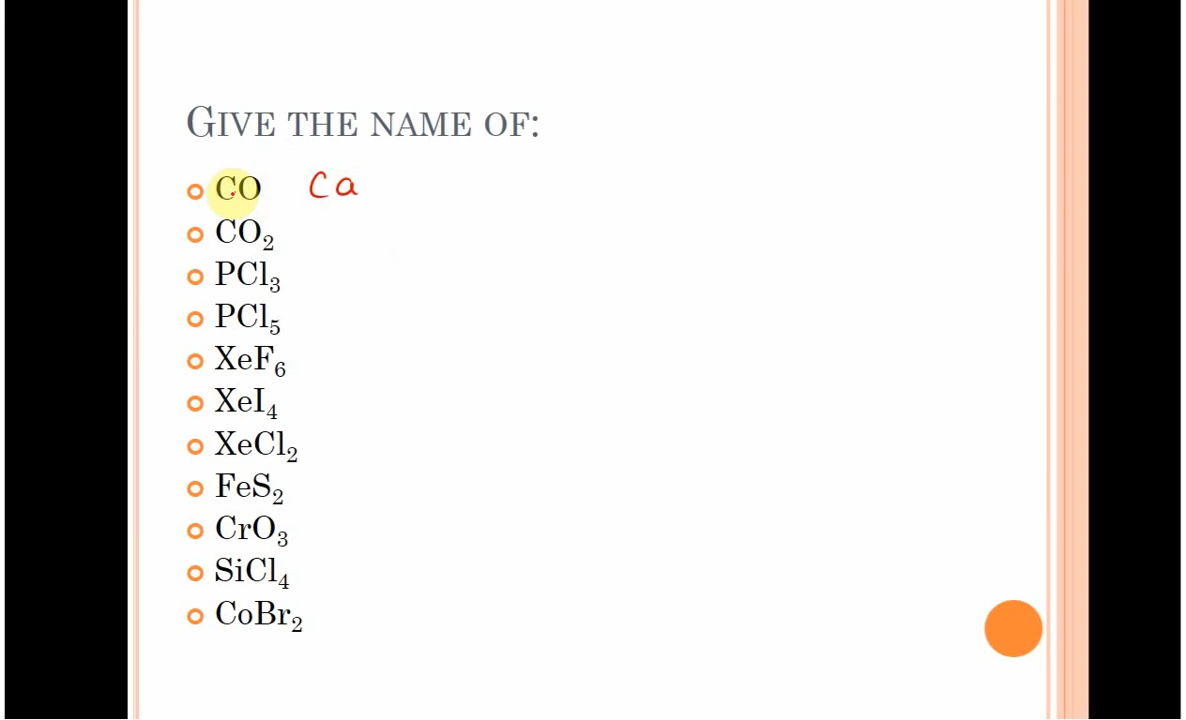 GIVE THE NAME OF:
CO Ca
CO₂
PCl₃
PCl₅
XeF₆
XeI₄
XeCl₂
FeS₂
CrO₃
SiCl₄
CoBr₂